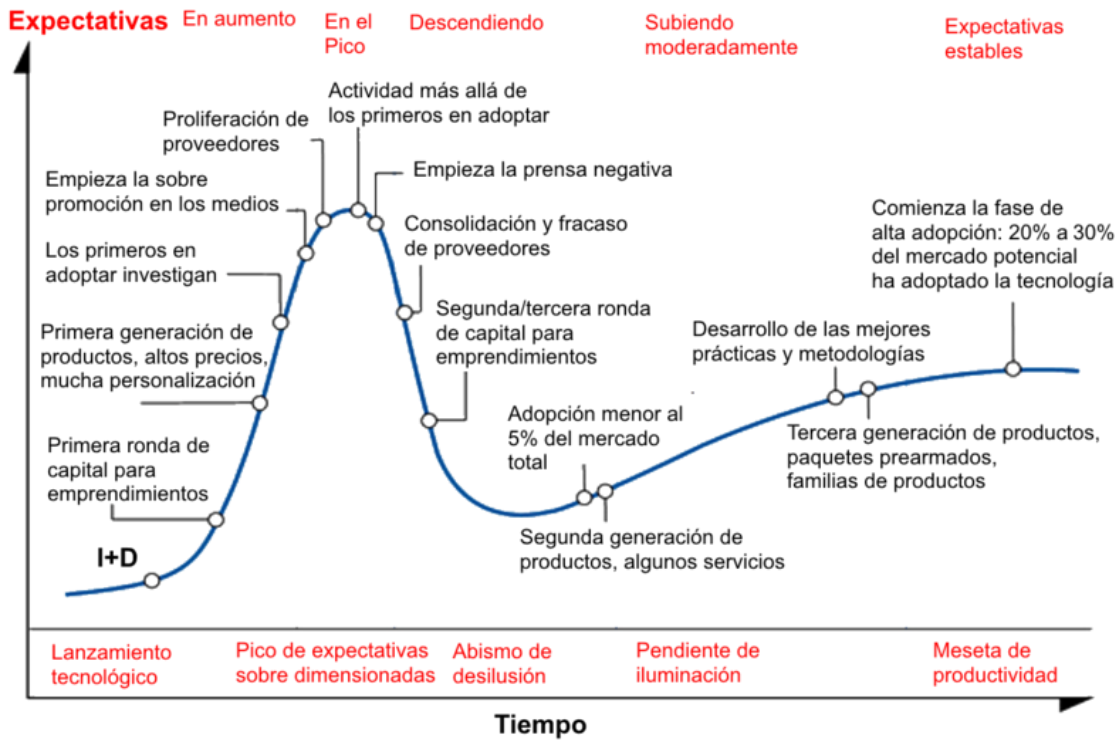 Expectativas
En aumento
En el
Pico
Descendiendo
Subiendo
moderadamente
Expectativas
estables
Actividad más allá de
los primeros en adoptar
Proliferación de
proveedores
Empieza la prensa negativa
Empieza la sobre
promoción en los medios
Consolidación y fracaso
de proveedores
Comienza la fase de
alta adopción: 20% a 30%
del mercado potencial
ha adoptado la tecnología
Los primeros en
adoptar investigan
Segunda/tercera ronda
de capital para
emprendimientos
Primera generación de
productos, altos precios,
mucha personalización
Desarrollo de las mejores
prácticas y metodologías
Adopción menor al
5% del mercado
total
Primera ronda de
capital para
emprendimientos
Tercera generación de productos,
paquetes prearmados,
familias de productos
Segunda generación de
productos, algunos servicios
I+D
Lanzamiento
tecnológico
Pico de expectativas
sobre dimensionadas
Abismo de
desilusión
Pendiente de
iluminación
Meseta de
productividad
Tiempo